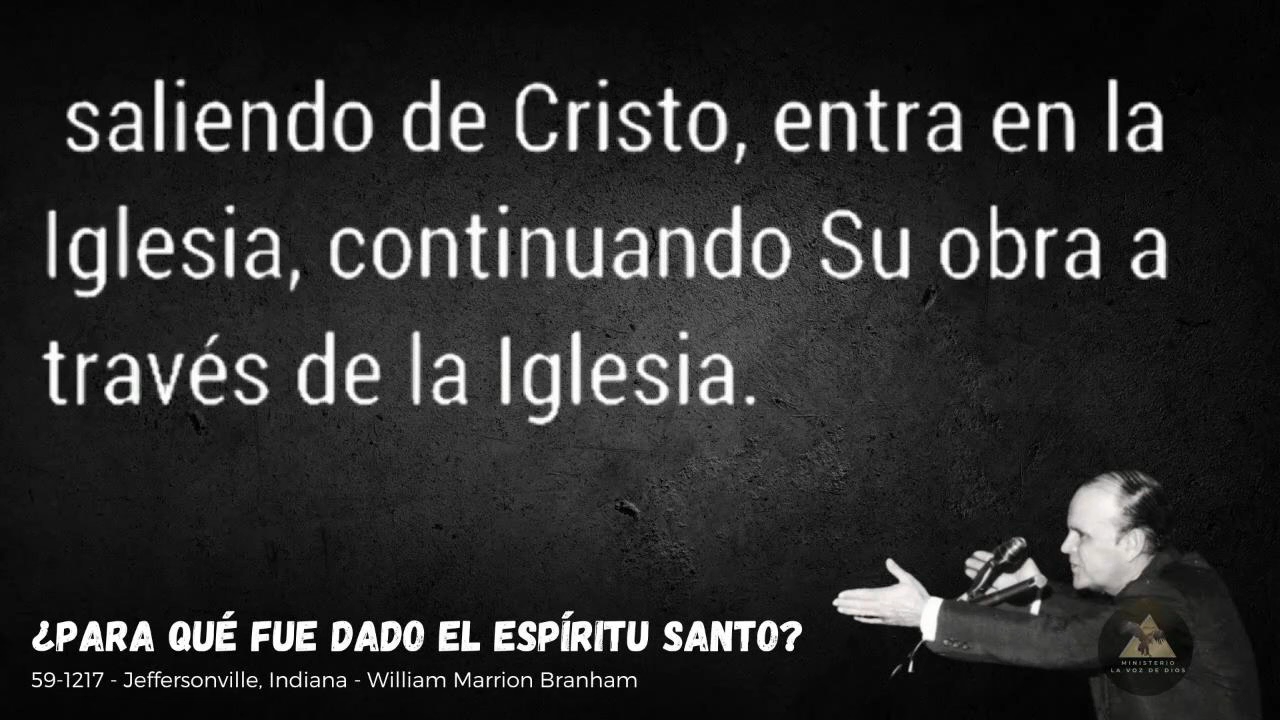 saliendo de Cristo, entra en la
Iglesia, continuando Su obra a
través de la Iglesia.
¿PARA QUÉ FUE DADO EL ESPÍRITU SANTO?
59-1217 - Jeffersonville, Indiana - William Marrion Branham
MINISTERIO
LA VOZ DE DIOS